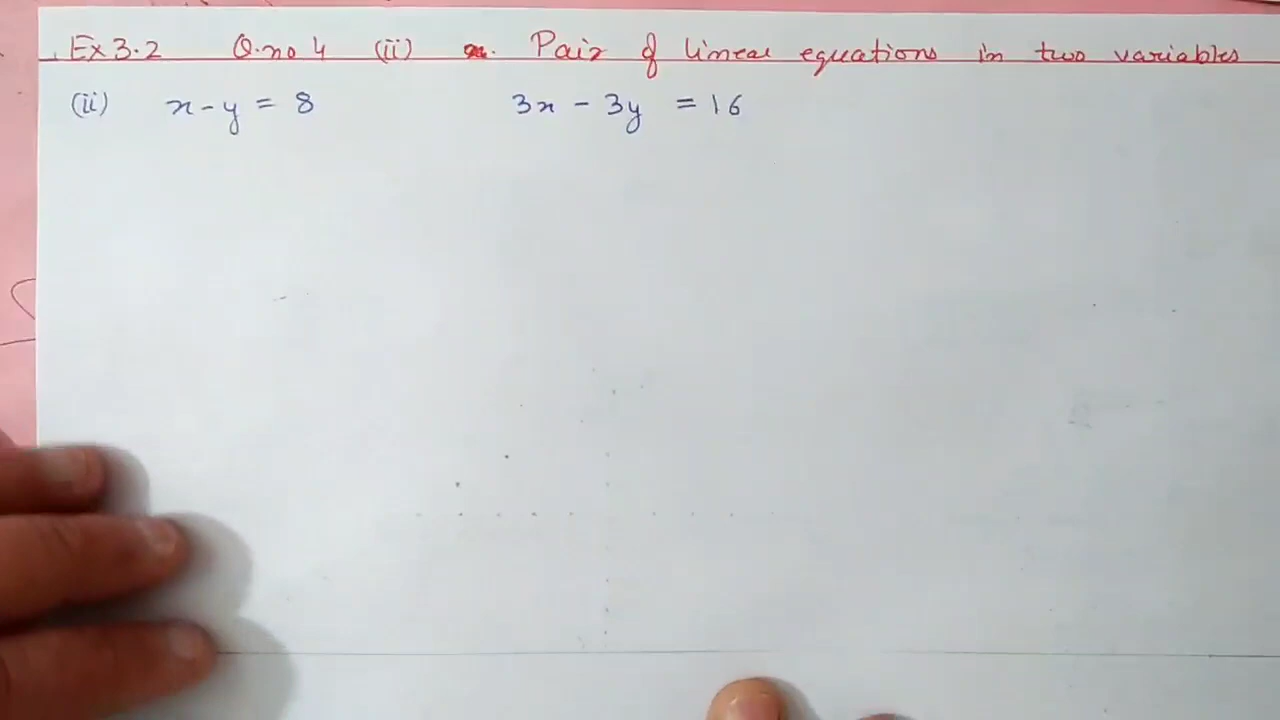 Ex 3.2 Q.no 4 (ii) Pair of linear equations in two variables
(ii) x - y = 8 3x - 3y = 16